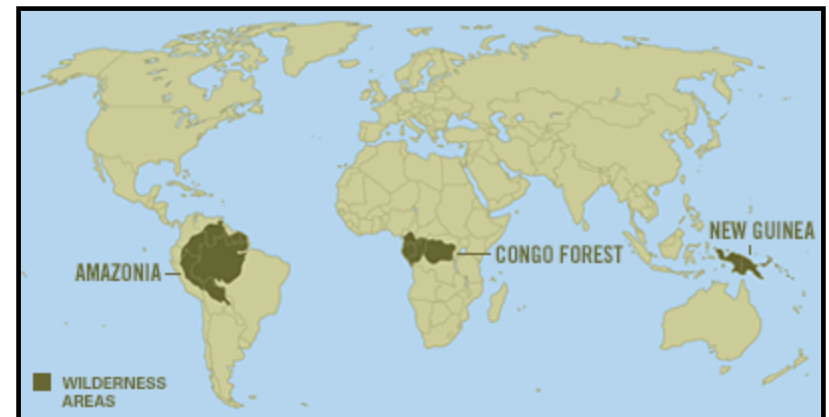 NEW GUINEA
CONGO FOREST
AMAZONIA
WILDERNESS
AREAS